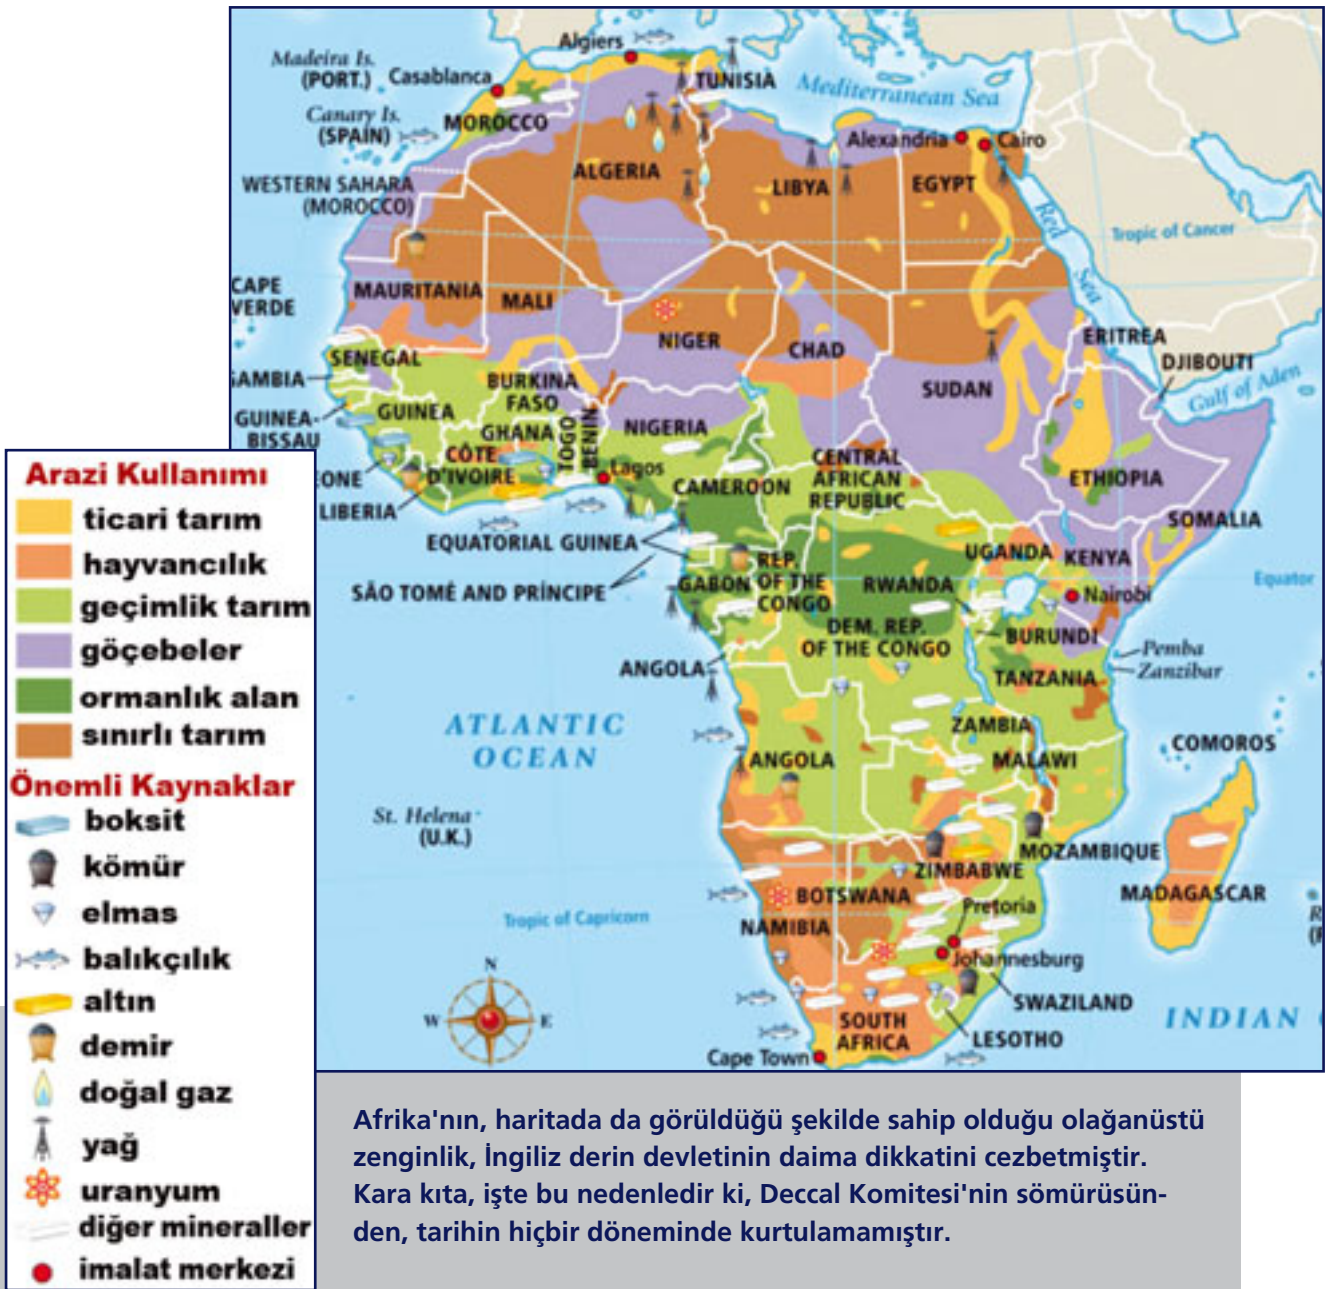 Algiers
Madeira Is.
(PORT.)
Casablanca
TUNISIA
Mediterranean Sea
Canary Is.
(SPAIN)
MOROCCO
Alexandria
Cairo
ALGERIA
LIBYA
EGYPT
WESTERN SAHARA
(MOROCCO)
Red
Sea
Tropic of Cancer
CAPE
VERDE
MAURITANIA
MALI
NIGER
CHAD
ERITREA
SENEGAL
DJIBOUTI
GAMBIA
BURKINA
FASO
SUDAN
Gulf of Aden
GUINEA-
BISSAU
GUINEA
GHANA
TOGO
BENIN
NIGERIA
CÔTE
D'IVOIRE
Lagos
CENTRAL
AFRICAN
REPUBLIC
ETHIOPIA
EONE
LIBERIA
CAMEROON
SOMALIA
EQUATORIAL GUINEA
UGANDA
KENYA
SÃO TOMÉ AND PRÍNCIPE
GABON
REP.
OF THE
CONGO
RWANDA
Equator
Nairobi
DEM. REP.
OF THE CONGO
BURUNDI
Pemba
Zanzibar
ANGOLA
TANZANIA
ATLANTIC
OCEAN
ZAMBIA
COMOROS
ANGOLA
MALAWI
St. Helena
(U.K.)
MOZAMBIQUE
ZIMBABWE
BOTSWANA
MADAGASCAR
Pretoria
Tropic of Capricorn
NAMIBIA
Johannesburg
N
W
E
SWAZILAND
INDIAN
SOUTH
AFRICA
LESOTHO
Cape Town
Arazi Kullanımı
ticari tarım
hayvancılık
geçimlik tarım
göçebeler
ormanlık alan
sınırlı tarım
Önemli Kaynaklar
boksit
kömür
elmas
balıkçılık
altın
demir
doğal gaz
yağ
uranyum
diğer mineraller
imalat merkezi
Afrika'nın, haritada da görüldüğü şekilde sahip olduğu olağanüstü
zenginlik, İngiliz derin devletinin daima dikkatini cezbetmiştir.
Kara kıta, işte bu nedenledir ki, Deccal Komitesi'nin sömürüsün-
den, tarihin hiçbir döneminde kurtulamamıştır.